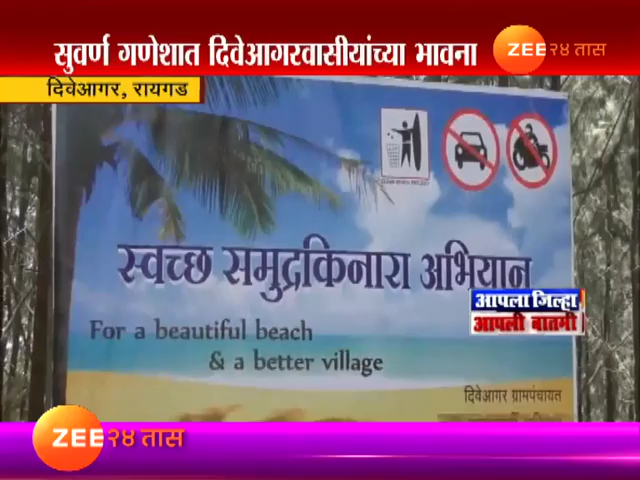 सुवर्ण गणेशात दिवेआगरवासीयांच्या भावना
ZEE २४ तास
दिवेआगर, रायगड
स्वच्छ समुद्रकिनारा अभियान
आपला जिल्हा
आपली बातमी
For a beautiful beach
& a better village
दिवेआगर ग्रामपंचायत
ZEE २४ तास